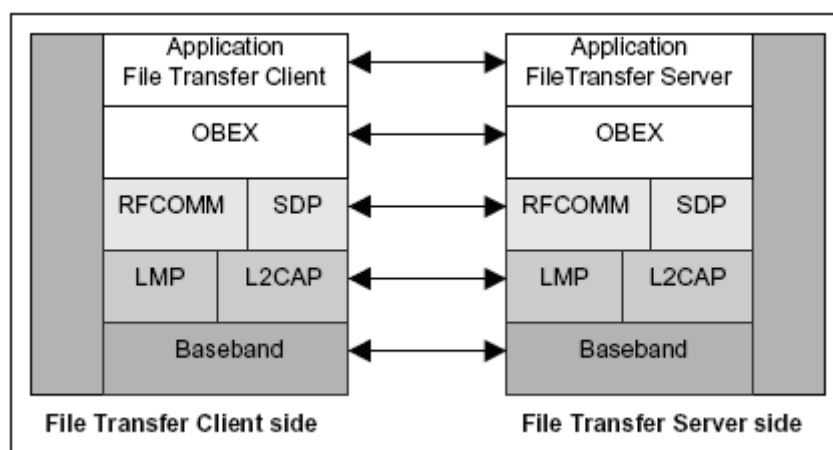 Application
File Transfer Client
OBEX
RFCOMM SDP
LMP L2CAP
Baseband
File Transfer Client side
Application
FileTransfer Server
OBEX
RFCOMM SDP
LMP L2CAP
Baseband
File Transfer Server side